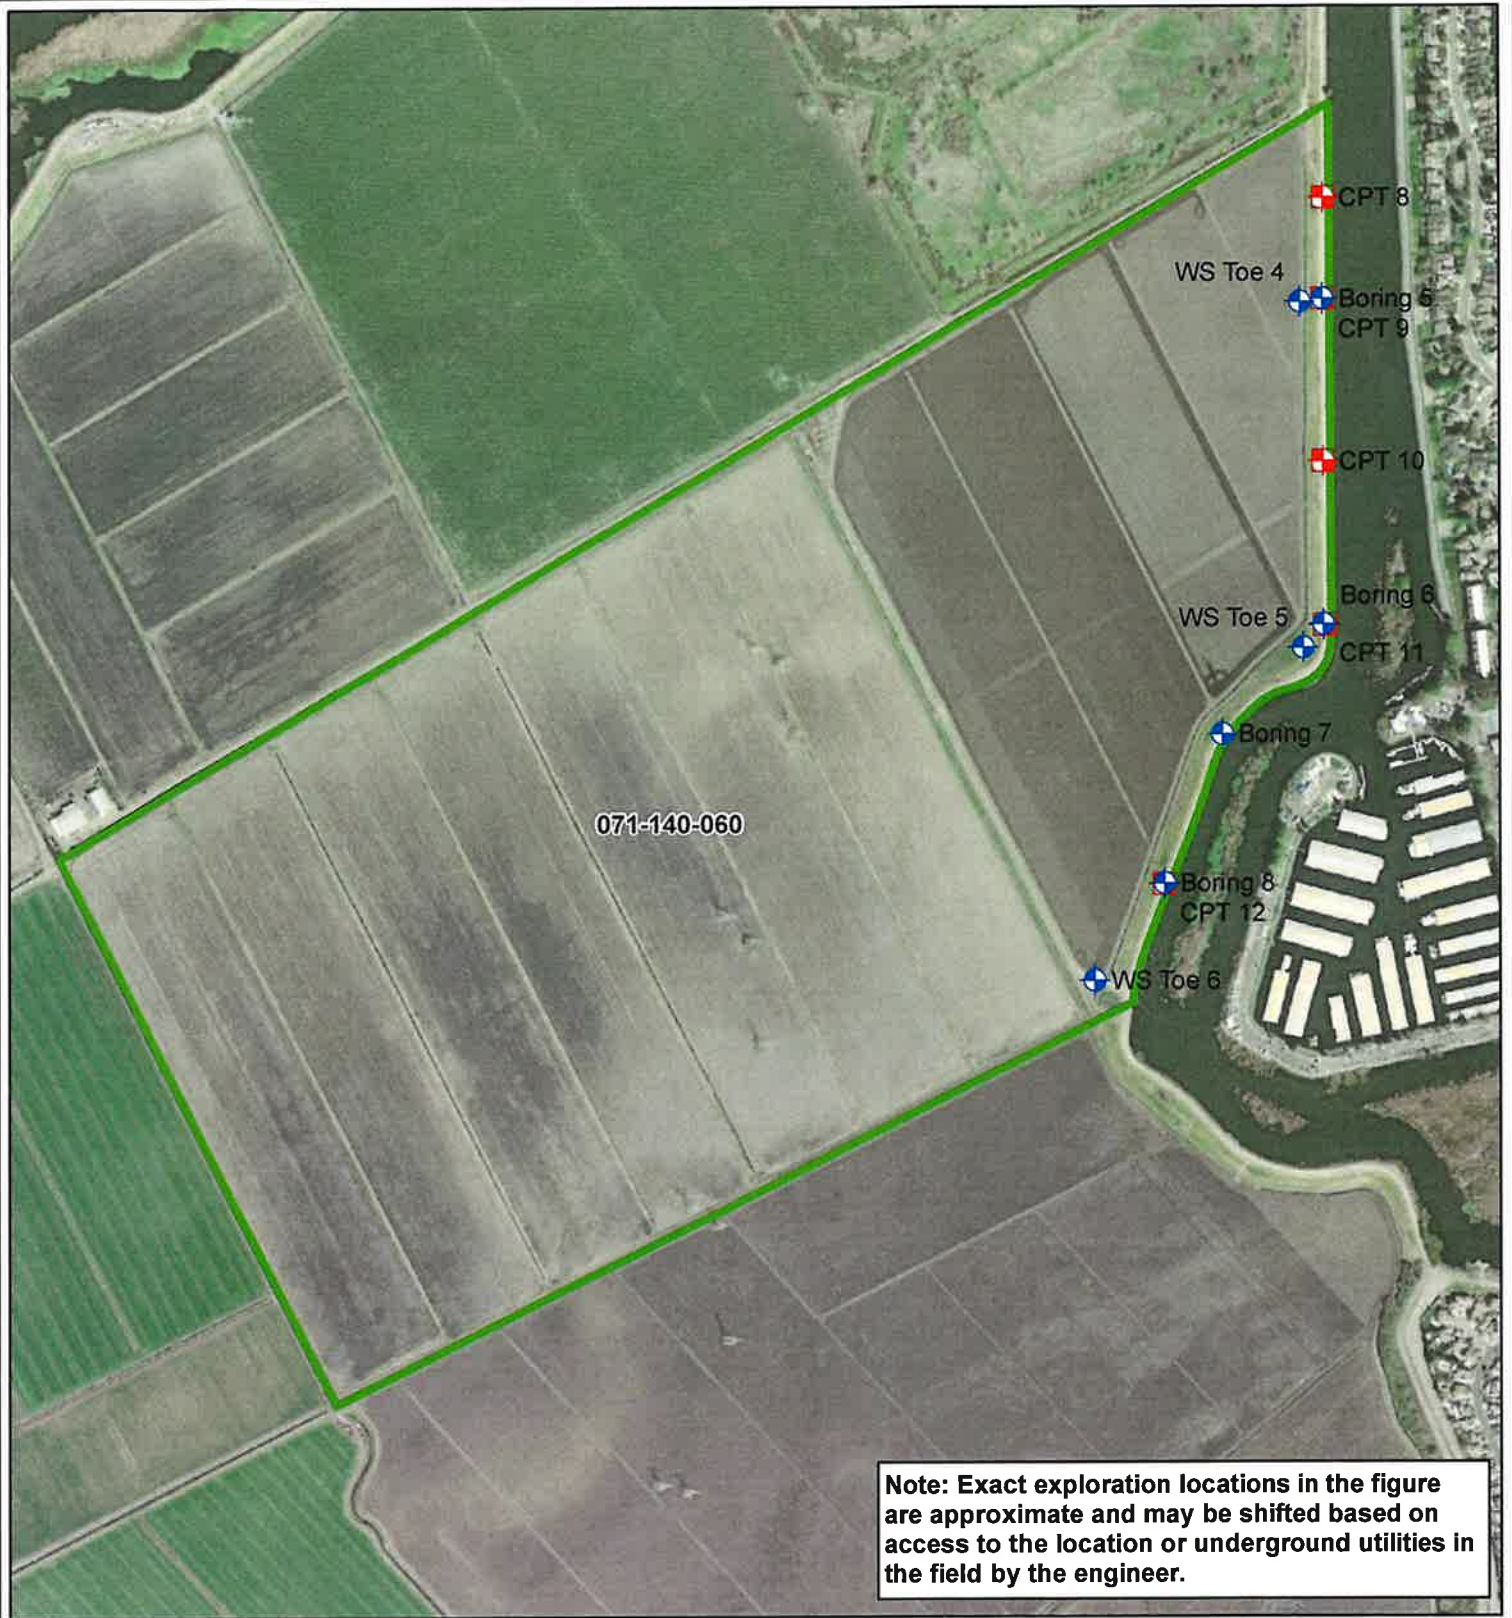 CPT 8
WS Toe 4
Boring 5
CPT 9
CPT 10
Boring 6
WS Toe 5
CPT 11
Boring 7
071-140-060
Boring 8
CPT 12
WS Toe 6
Note: Exact exploration locations in the figure
are approximate and may be shifted based on
access to the location or underground utilities in
the field by the engineer.